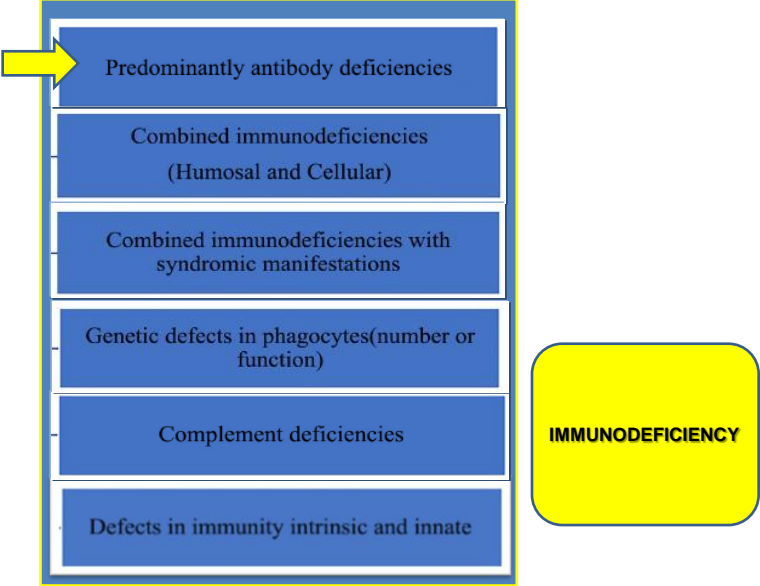 Predominantly antibody deficiencies
Combined immunodeficiencies
(Humosal and Cellular)
Combined immunodeficiencies with
syndromic manifestations
Genetic defects in phagocytes(number or
function)
Complement deficiencies
Defects in immunity intrinsic and innate
IMMUNODEFICIENCY